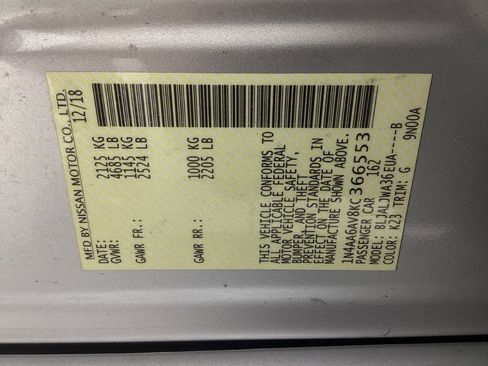 MFD BY NISSAN MOTOR CO., LTD.
DATE: 12/18
GVWR: 2125 KG
4685 LB
GAWR FR: 1145 KG
2524 LB
GAWR RR: 1000 KG
2205 LB
THIS VEHICLE CONFORMS TO
ALL APPLICABLE FEDERAL
MOTOR VEHICLE SAFETY,
BUMPER, AND THEFT
PREVENTION STANDARDS IN
EFFECT ON THE DATE OF
MANUFACTURE SHOWN ABOVE.
1N4AA6AV8KC366553
PASSENGER CAR 162
MODEL: BLJALJWA36EUA----B
COLOR: K23 TRIM: G 9N00A